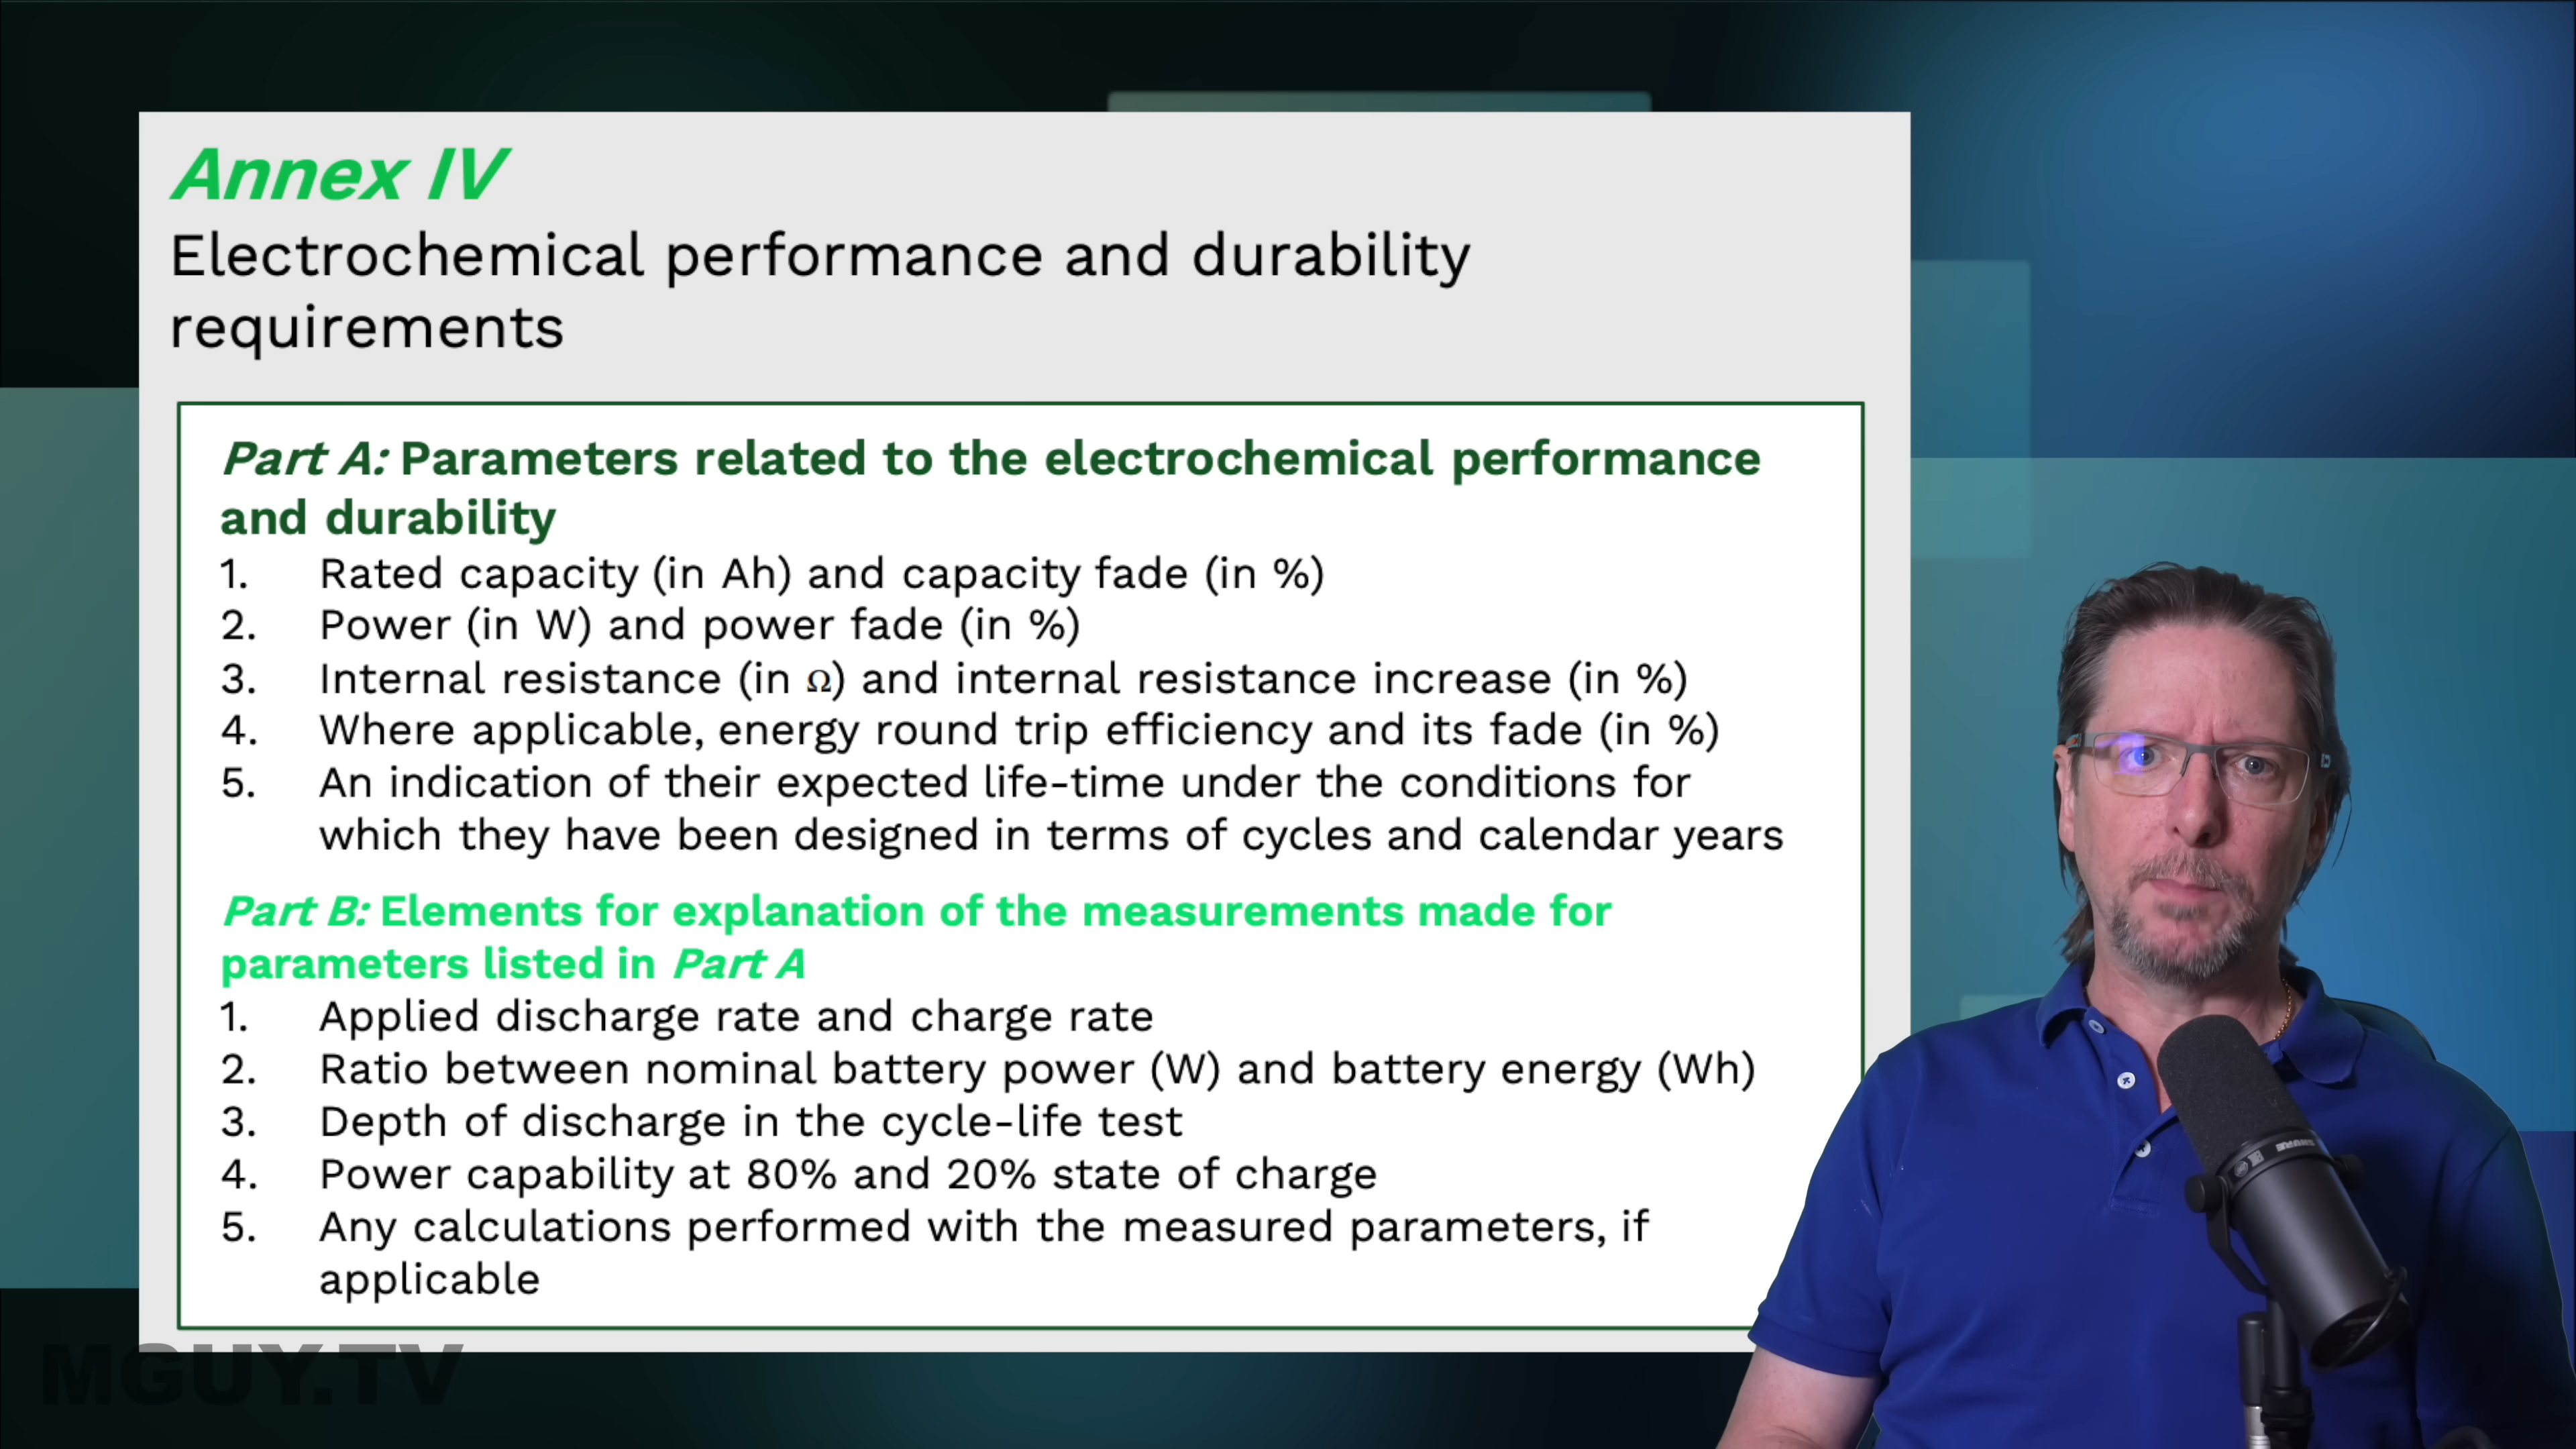 Annex IV
Electrochemical performance and durability
requirements
Part A: Parameters related to the electrochemical performance
and durability
1. Rated capacity (in Ah) and capacity fade (in %)
2. Power (in W) and power fade (in %)
3. Internal resistance (in Ω) and internal resistance increase (in %)
4. Where applicable, energy round trip efficiency and its fade (in %)
5. An indication of their expected life-time under the conditions for
which they have been designed in terms of cycles and calendar years
Part B: Elements for explanation of the measurements made for
parameters listed in Part A
1. Applied discharge rate and charge rate
2. Ratio between nominal battery power (W) and battery energy (Wh)
3. Depth of discharge in the cycle-life test
4. Power capability at 80% and 20% state of charge
5. Any calculations performed with the measured parameters, if
applicable
MGUY.TV
SHURE